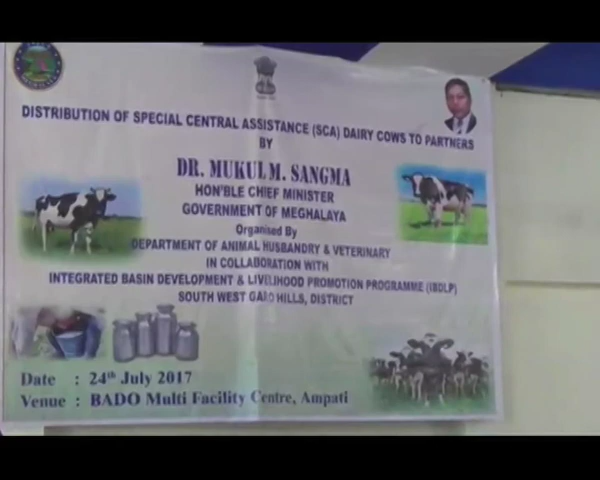 DISTRIBUTION OF SPECIAL CENTRAL ASSISTANCE (SCA) DAIRY COWS TO PARTNERS
BY
DR. MUKUL M. SANGMA
HON'BLE CHIEF MINISTER
GOVERNMENT OF MEGHALAYA
Organised By
DEPARTMENT OF ANIMAL HUSBANDRY & VETERINARY
IN COLLABORATION WITH
INTEGRATED BASIN DEVELOPMENT & LIVELIHOOD PROMOTION PROGRAMME (IBDLP)
SOUTH WEST GARO HILLS, DISTRICT
Date : 24th July 2017
Venue : BADO Multi Facility Centre, Ampati